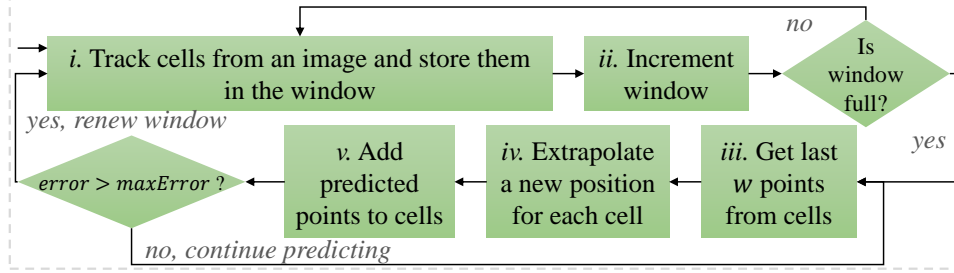 no
i. Track cells from an image and store them
in the window
ii. Increment
window
Is
window
full?
yes, renew window
yes
error > maxError ?
v. Add
predicted
points to cells
iv. Extrapolate
a new position
for each cell
iii. Get last
w points
from cells
no, continue predicting